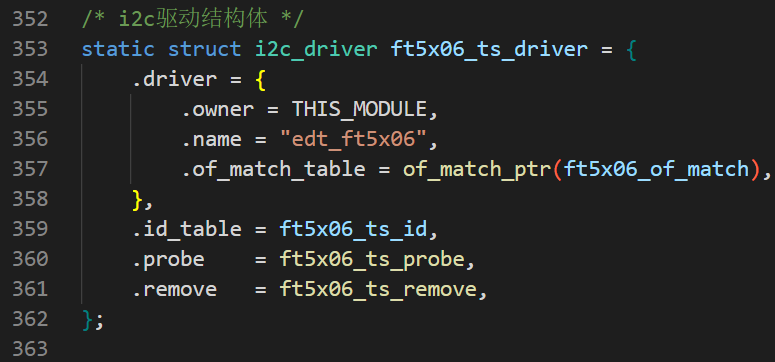 352 /* i2c驱动结构体 */
353 static struct i2c_driver ft5x06_ts_driver = {
354     .driver = {
355         .owner = THIS_MODULE,
356         .name = "edt_ft5x06",
357         .of_match_table = of_match_ptr(ft5x06_of_match),
358     },
359     .id_table = ft5x06_ts_id,
360     .probe    = ft5x06_ts_probe,
361     .remove   = ft5x06_ts_remove,
362 };
363